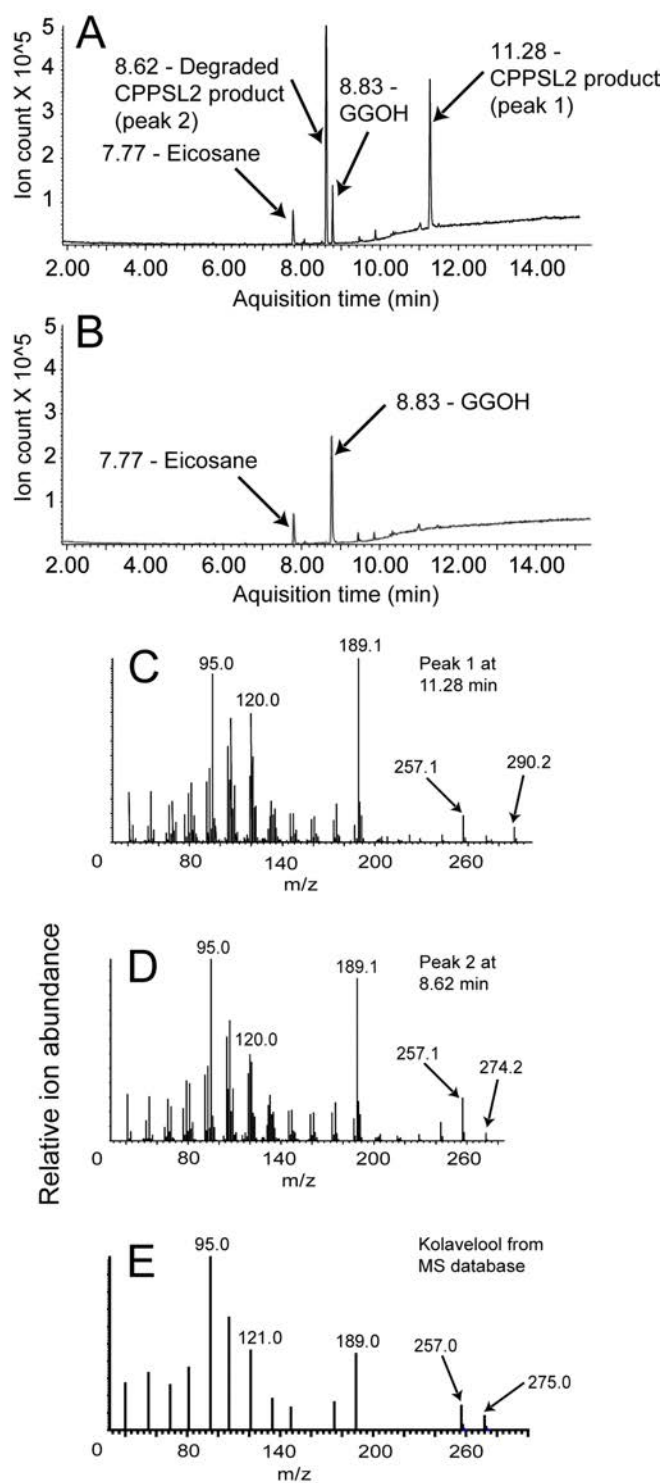 A
5
4
3
2
1
Ion count X 10^5
8.62 - Degraded
CPPSL2 product
(peak 2)
7.77 - Eicosane
8.83 -
GGOH
11.28 -
CPPSL2 product
(peak 1)
2.00 4.00 6.00 8.00 10.00 12.00 14.00
Aquisition time (min)
B
5
4
3
2
1
Ion count X 10^5
7.77 - Eicosane
8.83 - GGOH
2.00 4.00 6.00 8.00 10.00 12.00 14.00
Aquisition time (min)
Relative ion abundance
C
95.0
120.0
189.1
Peak 1 at
11.28 min
257.1
290.2
0 80 140 200 260
m/z
D
95.0
120.0
189.1
Peak 2 at
8.62 min
257.1
274.2
0 80 140 200 260
m/z
E
95.0
121.0
189.0
Kolavelool from
MS database
257.0
275.0
0 80 140 200 260
m/z